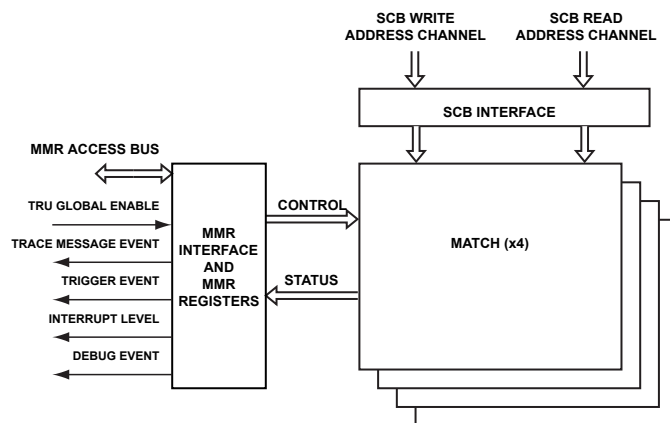 SCB WRITE
ADDRESS CHANNEL
SCB READ
ADDRESS CHANNEL
SCB INTERFACE
MMR ACCESS BUS
TRU GLOBAL ENABLE
TRACE MESSAGE EVENT
TRIGGER EVENT
INTERRUPT LEVEL
DEBUG EVENT
MMR
INTERFACE
AND
MMR
REGISTERS
CONTROL
STATUS
MATCH (x4)